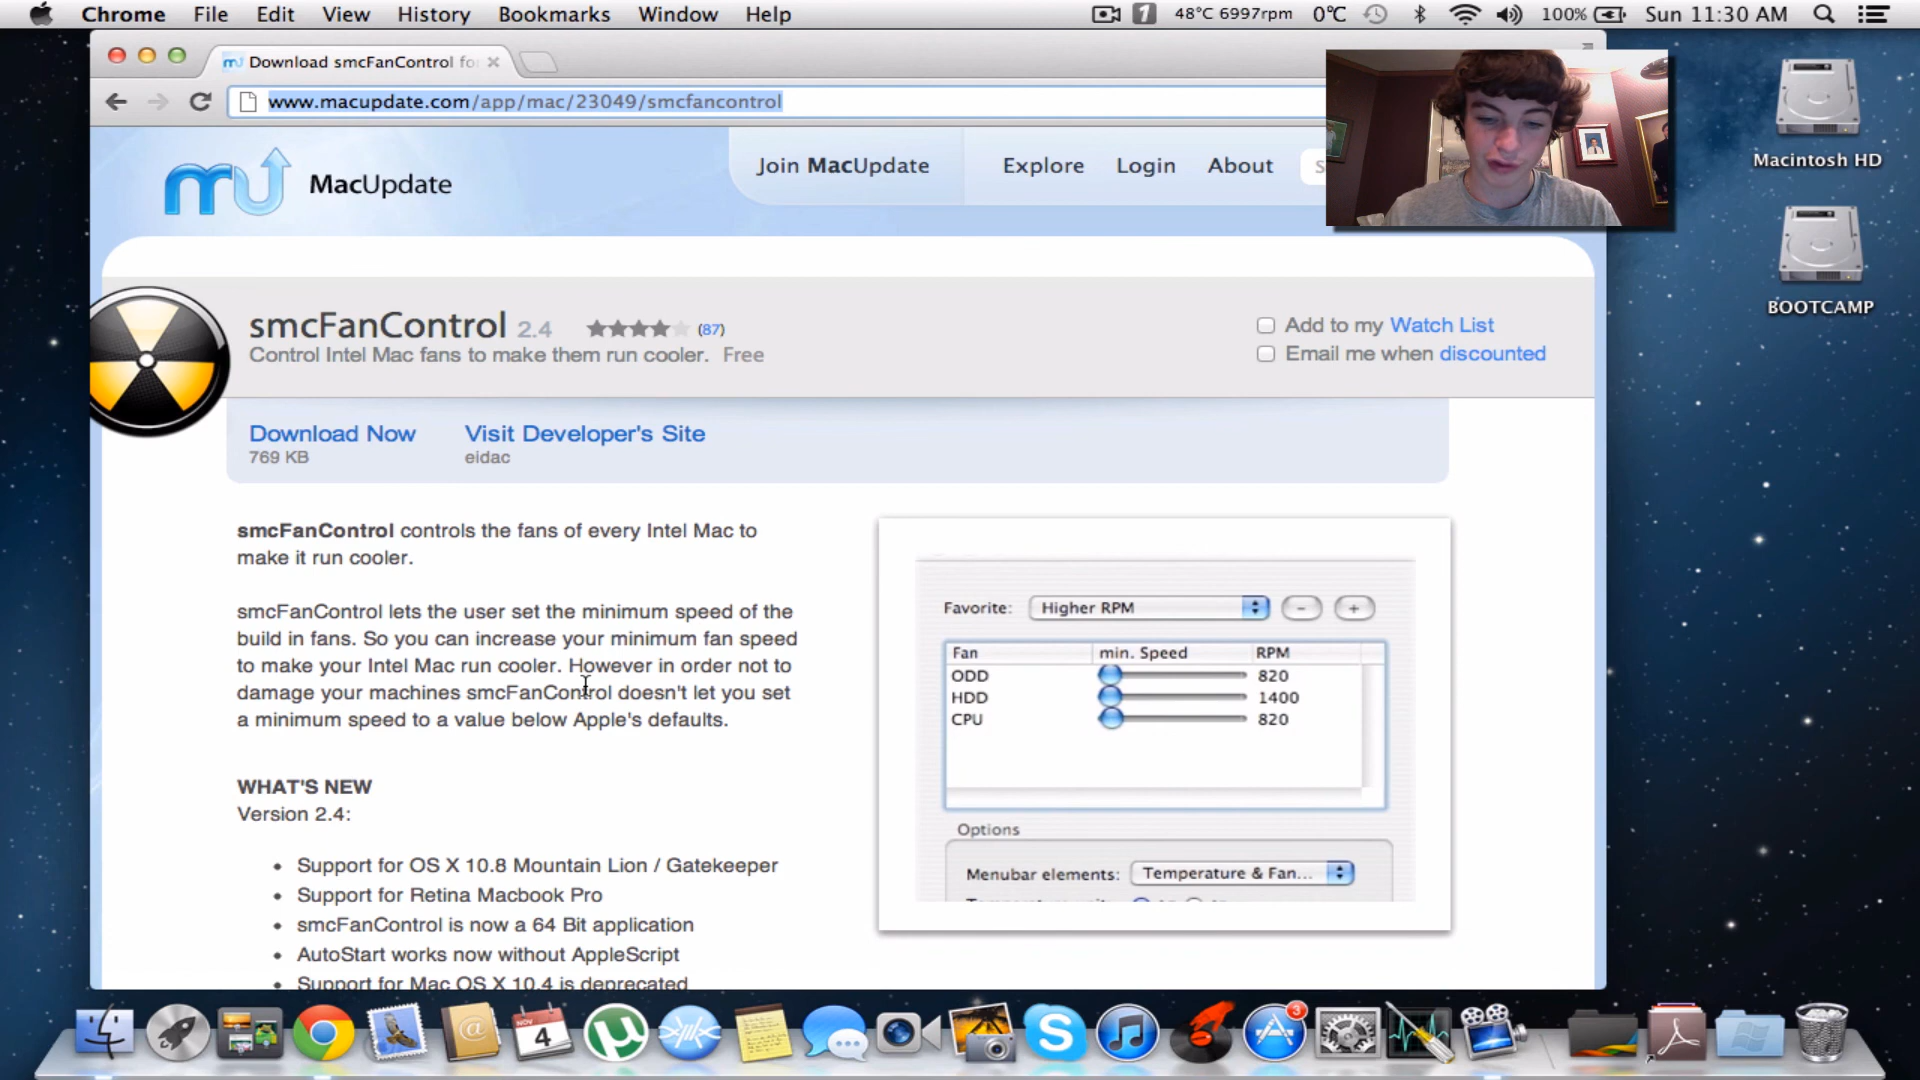 Chrome File Edit View History Bookmarks Window Help 1 48°C 6997rpm 0°C 100% Sun 11:30 AM
Download smcFanControl fo
www.macupdate.com/app/mac/23049/smcfancontrol
Macintosh HD
BOOTCAMP
mu MacUpdate
Join MacUpdate Explore Login About S
smcFanControl 2.4 (87)
Control Intel Mac fans to make them run cooler. Free
Add to my Watch List
Email me when discounted
Download Now Visit Developer's Site
769 KB eidac
smcFanControl controls the fans of every Intel Mac to
make it run cooler.
smcFanControl lets the user set the minimum speed of the
build in fans. So you can increase your minimum fan speed
to make your Intel Mac run cooler. However in order not to
damage your machines smcFanControl doesn't let you set
a minimum speed to a value below Apple's defaults.
WHAT'S NEW
Version 2.4:
• Support for OS X 10.8 Mountain Lion / Gatekeeper
• Support for Retina Macbook Pro
• smcFanControl is now a 64 Bit application
• AutoStart works now without AppleScript
• Support for Mac OS X 10.4 is deprecated
Favorite: Higher RPM - +
Fan min. Speed RPM
ODD 820
HDD 1400
CPU 820
Options
Menubar elements: Temperature & Fan...
NOV
4
3